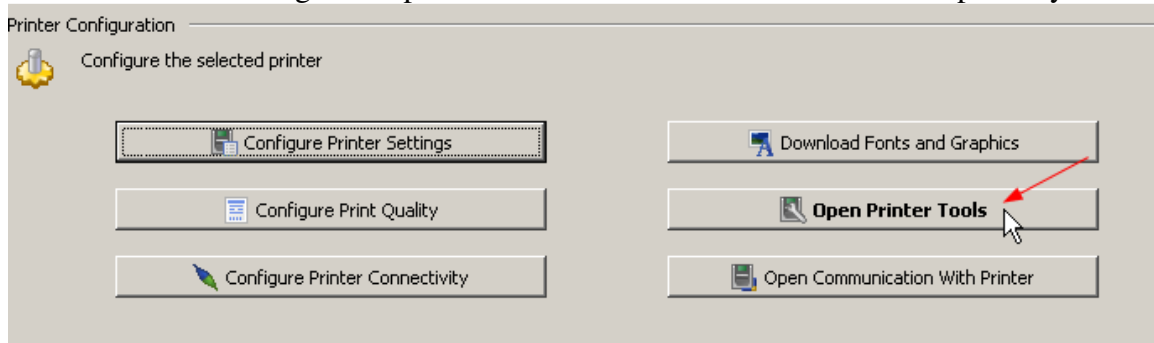 Printer Configuration
Configure the selected printer
Configure Printer Settings
Download Fonts and Graphics
Configure Print Quality
Open Printer Tools
Configure Printer Connectivity
Open Communication With Printer